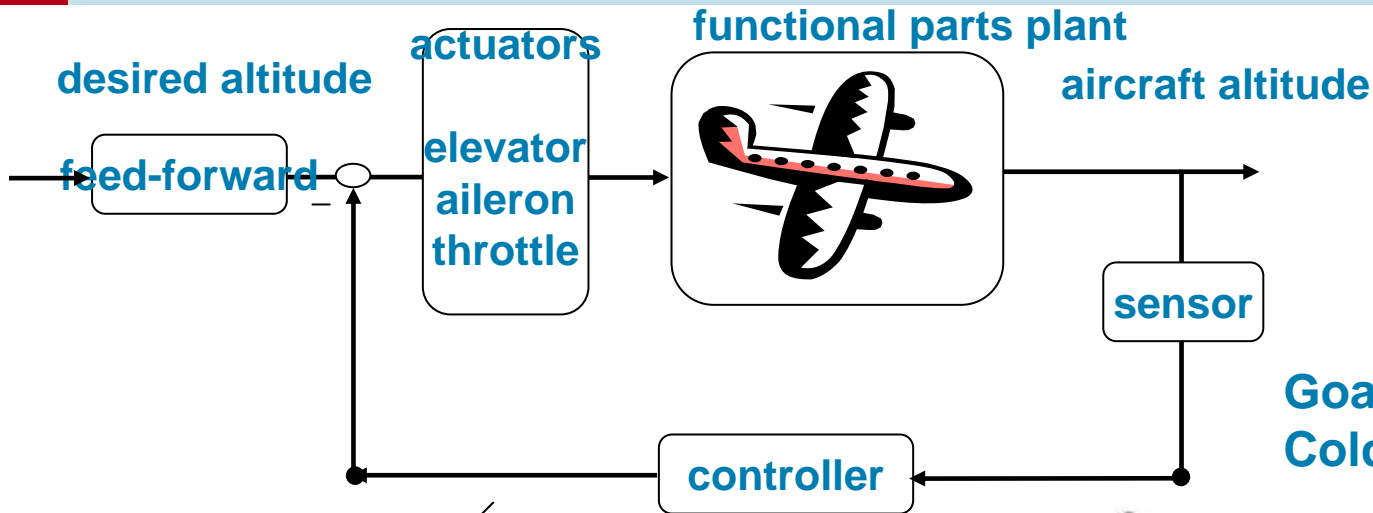 functional parts plant
actuators
desired altitude
aircraft altitude
feed-forward
elevator
aileron
throttle
–
sensor
controller